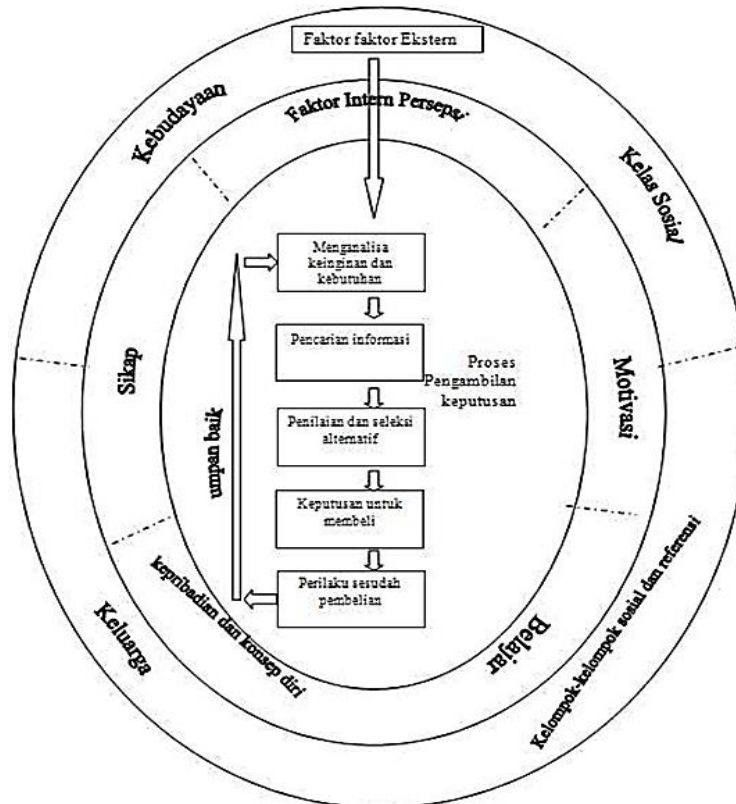 Faktor faktor Ekstern
Faktor Intern Persepsi
Kebudayaan
Kelas Sosial
Menganalisa
keinginan dan
kebutuhan
Pencarian informasi
Proses
Pengambilan
keputusan
Sikap
Motivasi
umpan baik
Penilaian dan seleksi
alternatif
Keputusan untuk
membeli
Perilaku sesudah
pembelian
Keluarga
kepribadian dan konsep diri
Belajar
Kelompok-kelompok sosial dan referensi